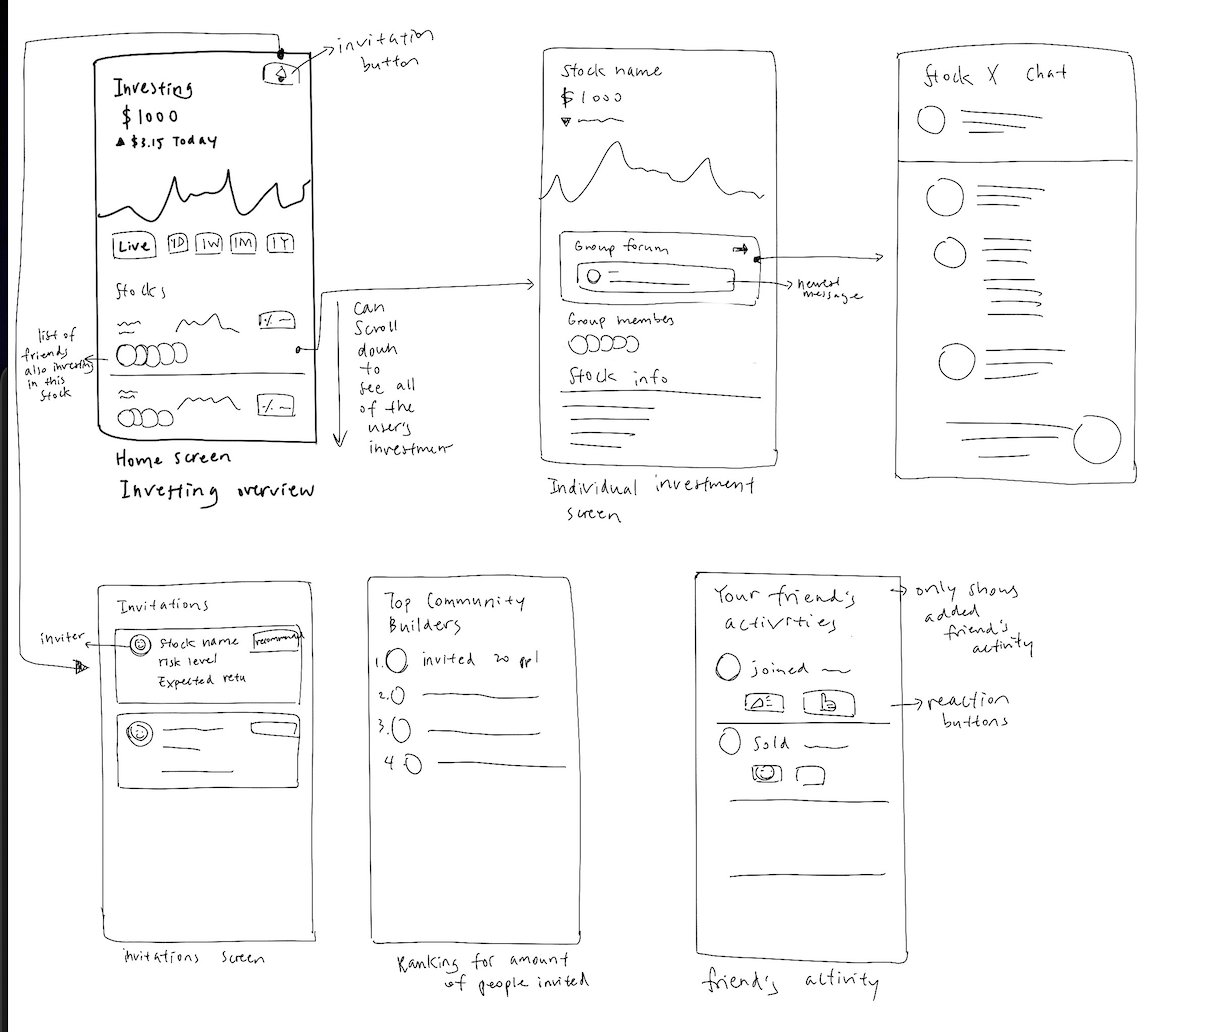 invitation
button
Investing
$1000
▲ $3.15 Today
Live 1D 1W 1M 1Y
Stocks
list of
friends
also investing
in this
stock
can
scroll
down
to
see all
of the
user's
investment
Home screen
Investing overview
Stock name
$1000
Group forum
newest
message
Group members
Stock info
Individual investment
screen
Stock X Chat
Invitations
inviter
Stock name
risk level
Expected retu
invitations screen
Top Community
Builders
1. invited 20 ppl
2.
3.
4
Ranking for amount
of people invited
Your friend's
activities
joined
Sold
only shows
added
friend's
activity
reaction
buttons
friend's activity